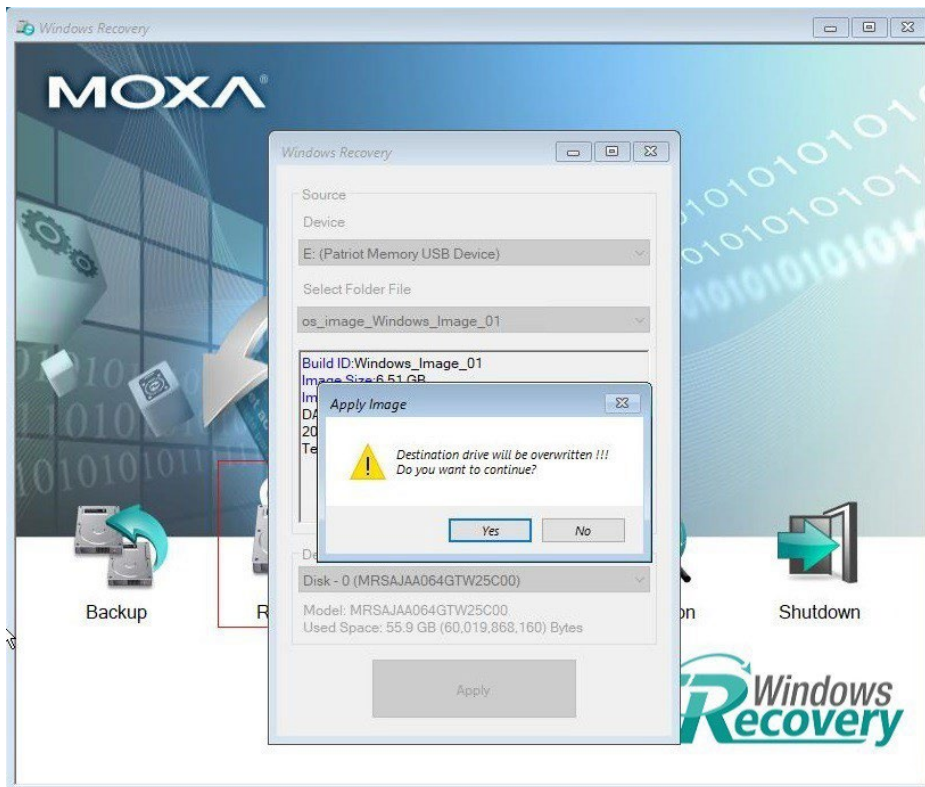 Windows Recovery
MOXA®
Windows Recovery
Source
Device
E: (Patriot Memory USB Device)
Select Folder File
os_image_Windows_Image_01
Build ID:Windows_Image_01
Image Size:6.51 GB
Apply Image
Destination drive will be overwritten !!!
Do you want to continue?
Yes
No
Disk - 0 (MRSAJAA064GTW25C00)
Model: MRSAJAA064GTW25C00
Used Space: 55.9 GB (60,019,868,160) Bytes
Apply
Backup
Shutdown
Windows
Recovery